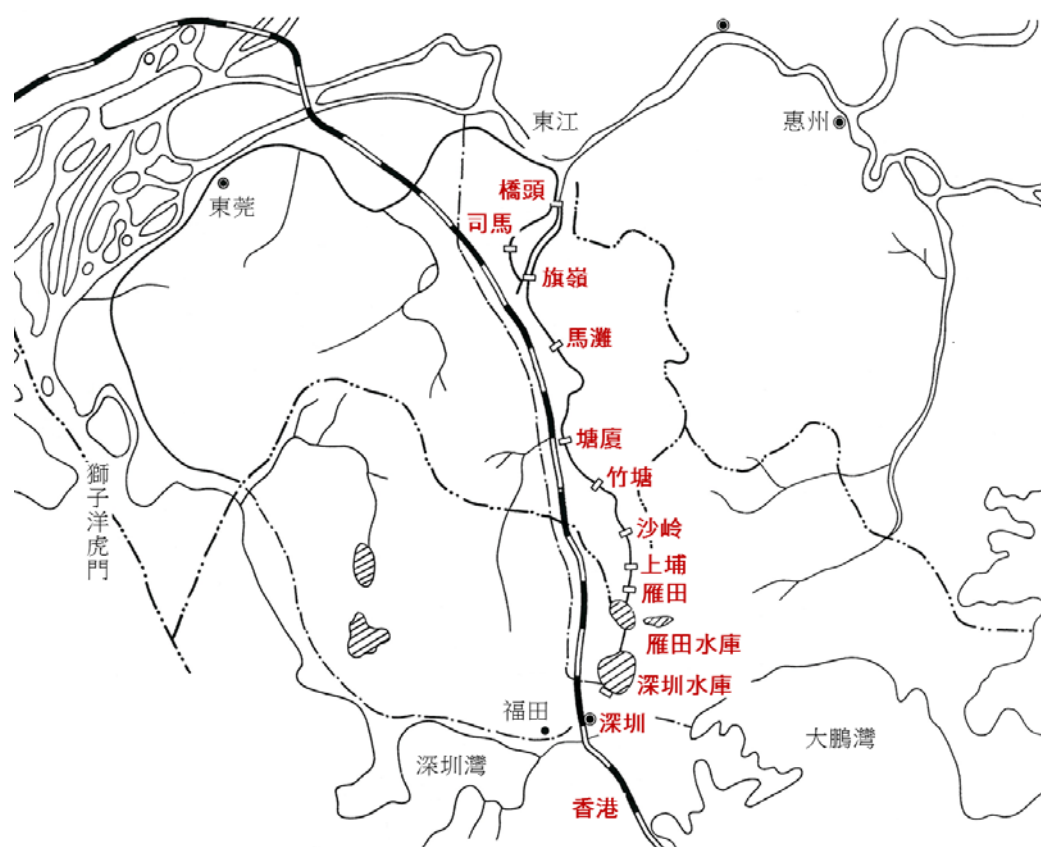 東江
惠州
橋頭
東莞
司馬
旗嶺
馬灘
塘廈
獅子洋虎門
竹塘
沙岭
上埔
雁田
雁田水庫
深圳水庫
福田
深圳
大鵬灣
深圳灣
香港